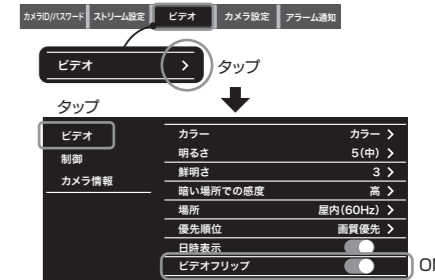 カメラID/パスワード ストリーム設定 ビデオ カメラ設定 アラーム通知
ビデオ > タップ
タップ
ビデオ
制御
カメラ情報
カラー カラー >
明るさ 5(中) >
鮮明さ 3 >
暗い場所での感度 高 >
場所 屋内(60Hz) >
優先順位 画質優先 >
日時表示
ビデオフリップ